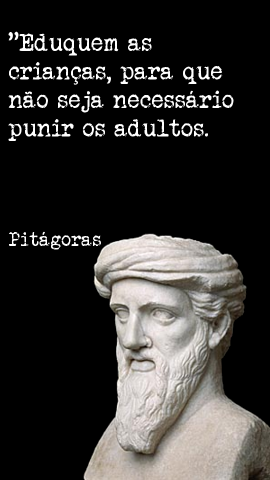 "Eduquem as
crianças, para que
não seja necessário
punir os adultos.
Pitágoras